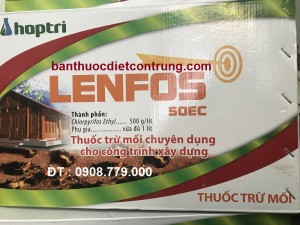 hoptri
banthuocdietcontrung.com
LENFOS
50EC
Thành phần:
Chlorpyrifos Ethyl..... 500 g/lít
Phụ gia.............. vừa đủ 1 lít
Thuốc trừ mối chuyên dụng
cho công trình xây dựng
ĐT : 0908.779.000
THUỐC TRỪ MỐI